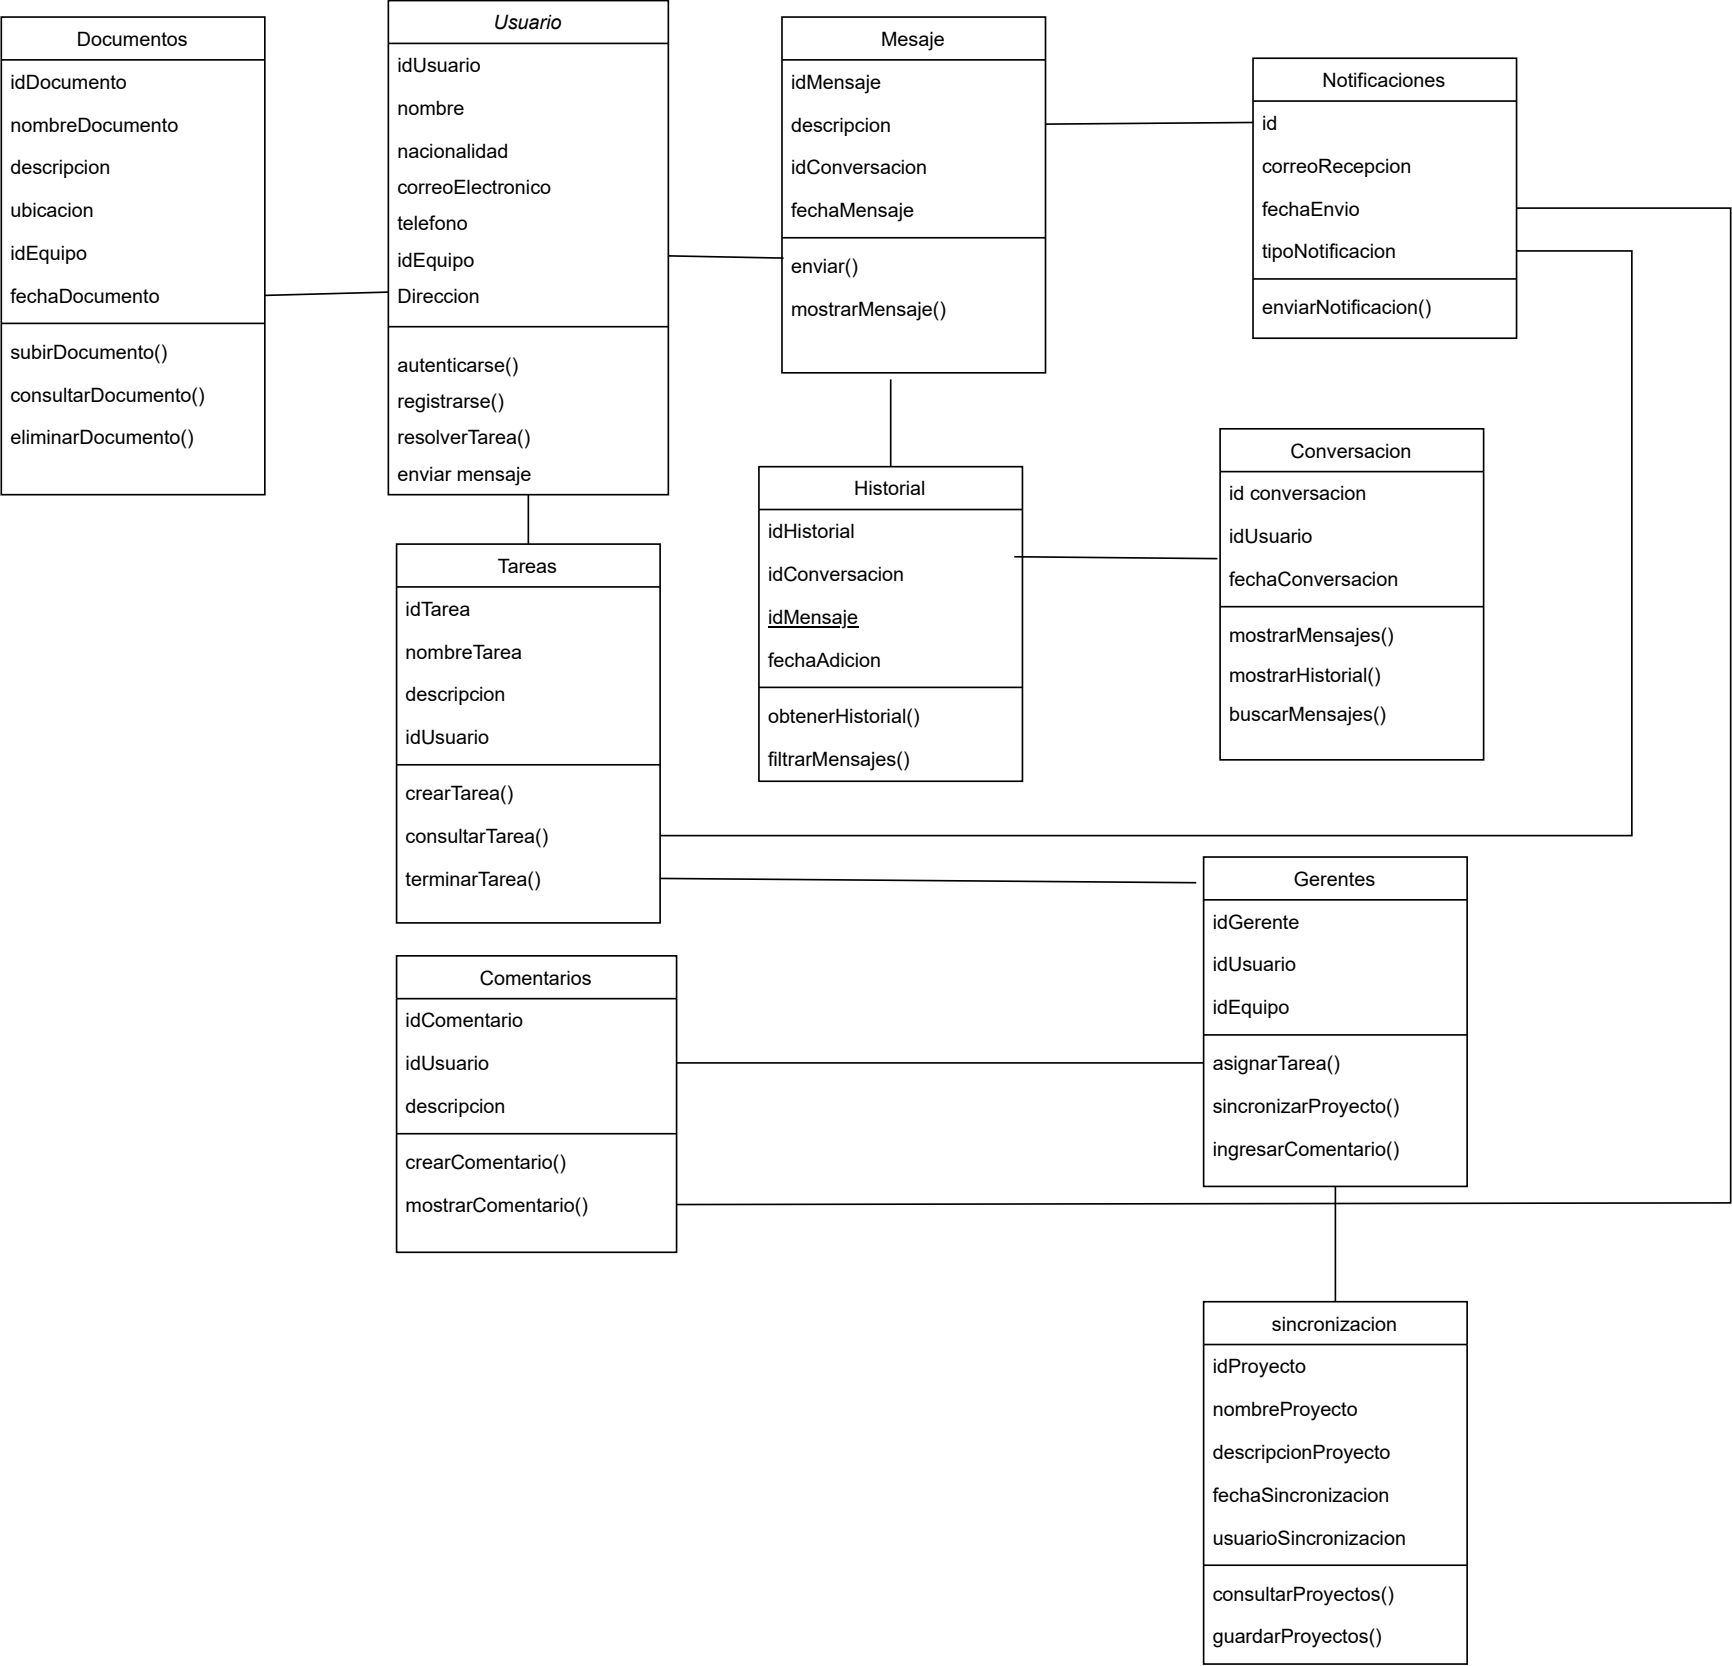 Documentos
idDocumento
nombreDocumento
descripcion
ubicacion
idEquipo
fechaDocumento
subirDocumento()
consultarDocumento()
eliminarDocumento()
Usuario
idUsuario
nombre
nacionalidad
correoElectronico
telefono
idEquipo
Direccion
autenticarse()
registrarse()
resolverTarea()
enviar mensaje
Mesaje
idMensaje
descripcion
idConversacion
fechaMensaje
enviar()
mostrarMensaje()
Notificaciones
id
correoRecepcion
fechaEnvio
tipoNotificacion
enviarNotificacion()
Historial
idHistorial
idConversacion
idMensaje
fechaAdicion
obtenerHistorial()
filtrarMensajes()
Conversacion
id conversacion
idUsuario
fechaConversacion
mostrarMensajes()
mostrarHistorial()
buscarMensajes()
Tareas
idTarea
nombreTarea
descripcion
idUsuario
crearTarea()
consultarTarea()
terminarTarea()
Gerentes
idGerente
idUsuario
idEquipo
asignarTarea()
sincronizarProyecto()
ingresarComentario()
Comentarios
idComentario
idUsuario
descripcion
crearComentario()
mostrarComentario()
sincronizacion
idProyecto
nombreProyecto
descripcionProyecto
fechaSincronizacion
usuarioSincronizacion
consultarProyectos()
guardarProyectos()